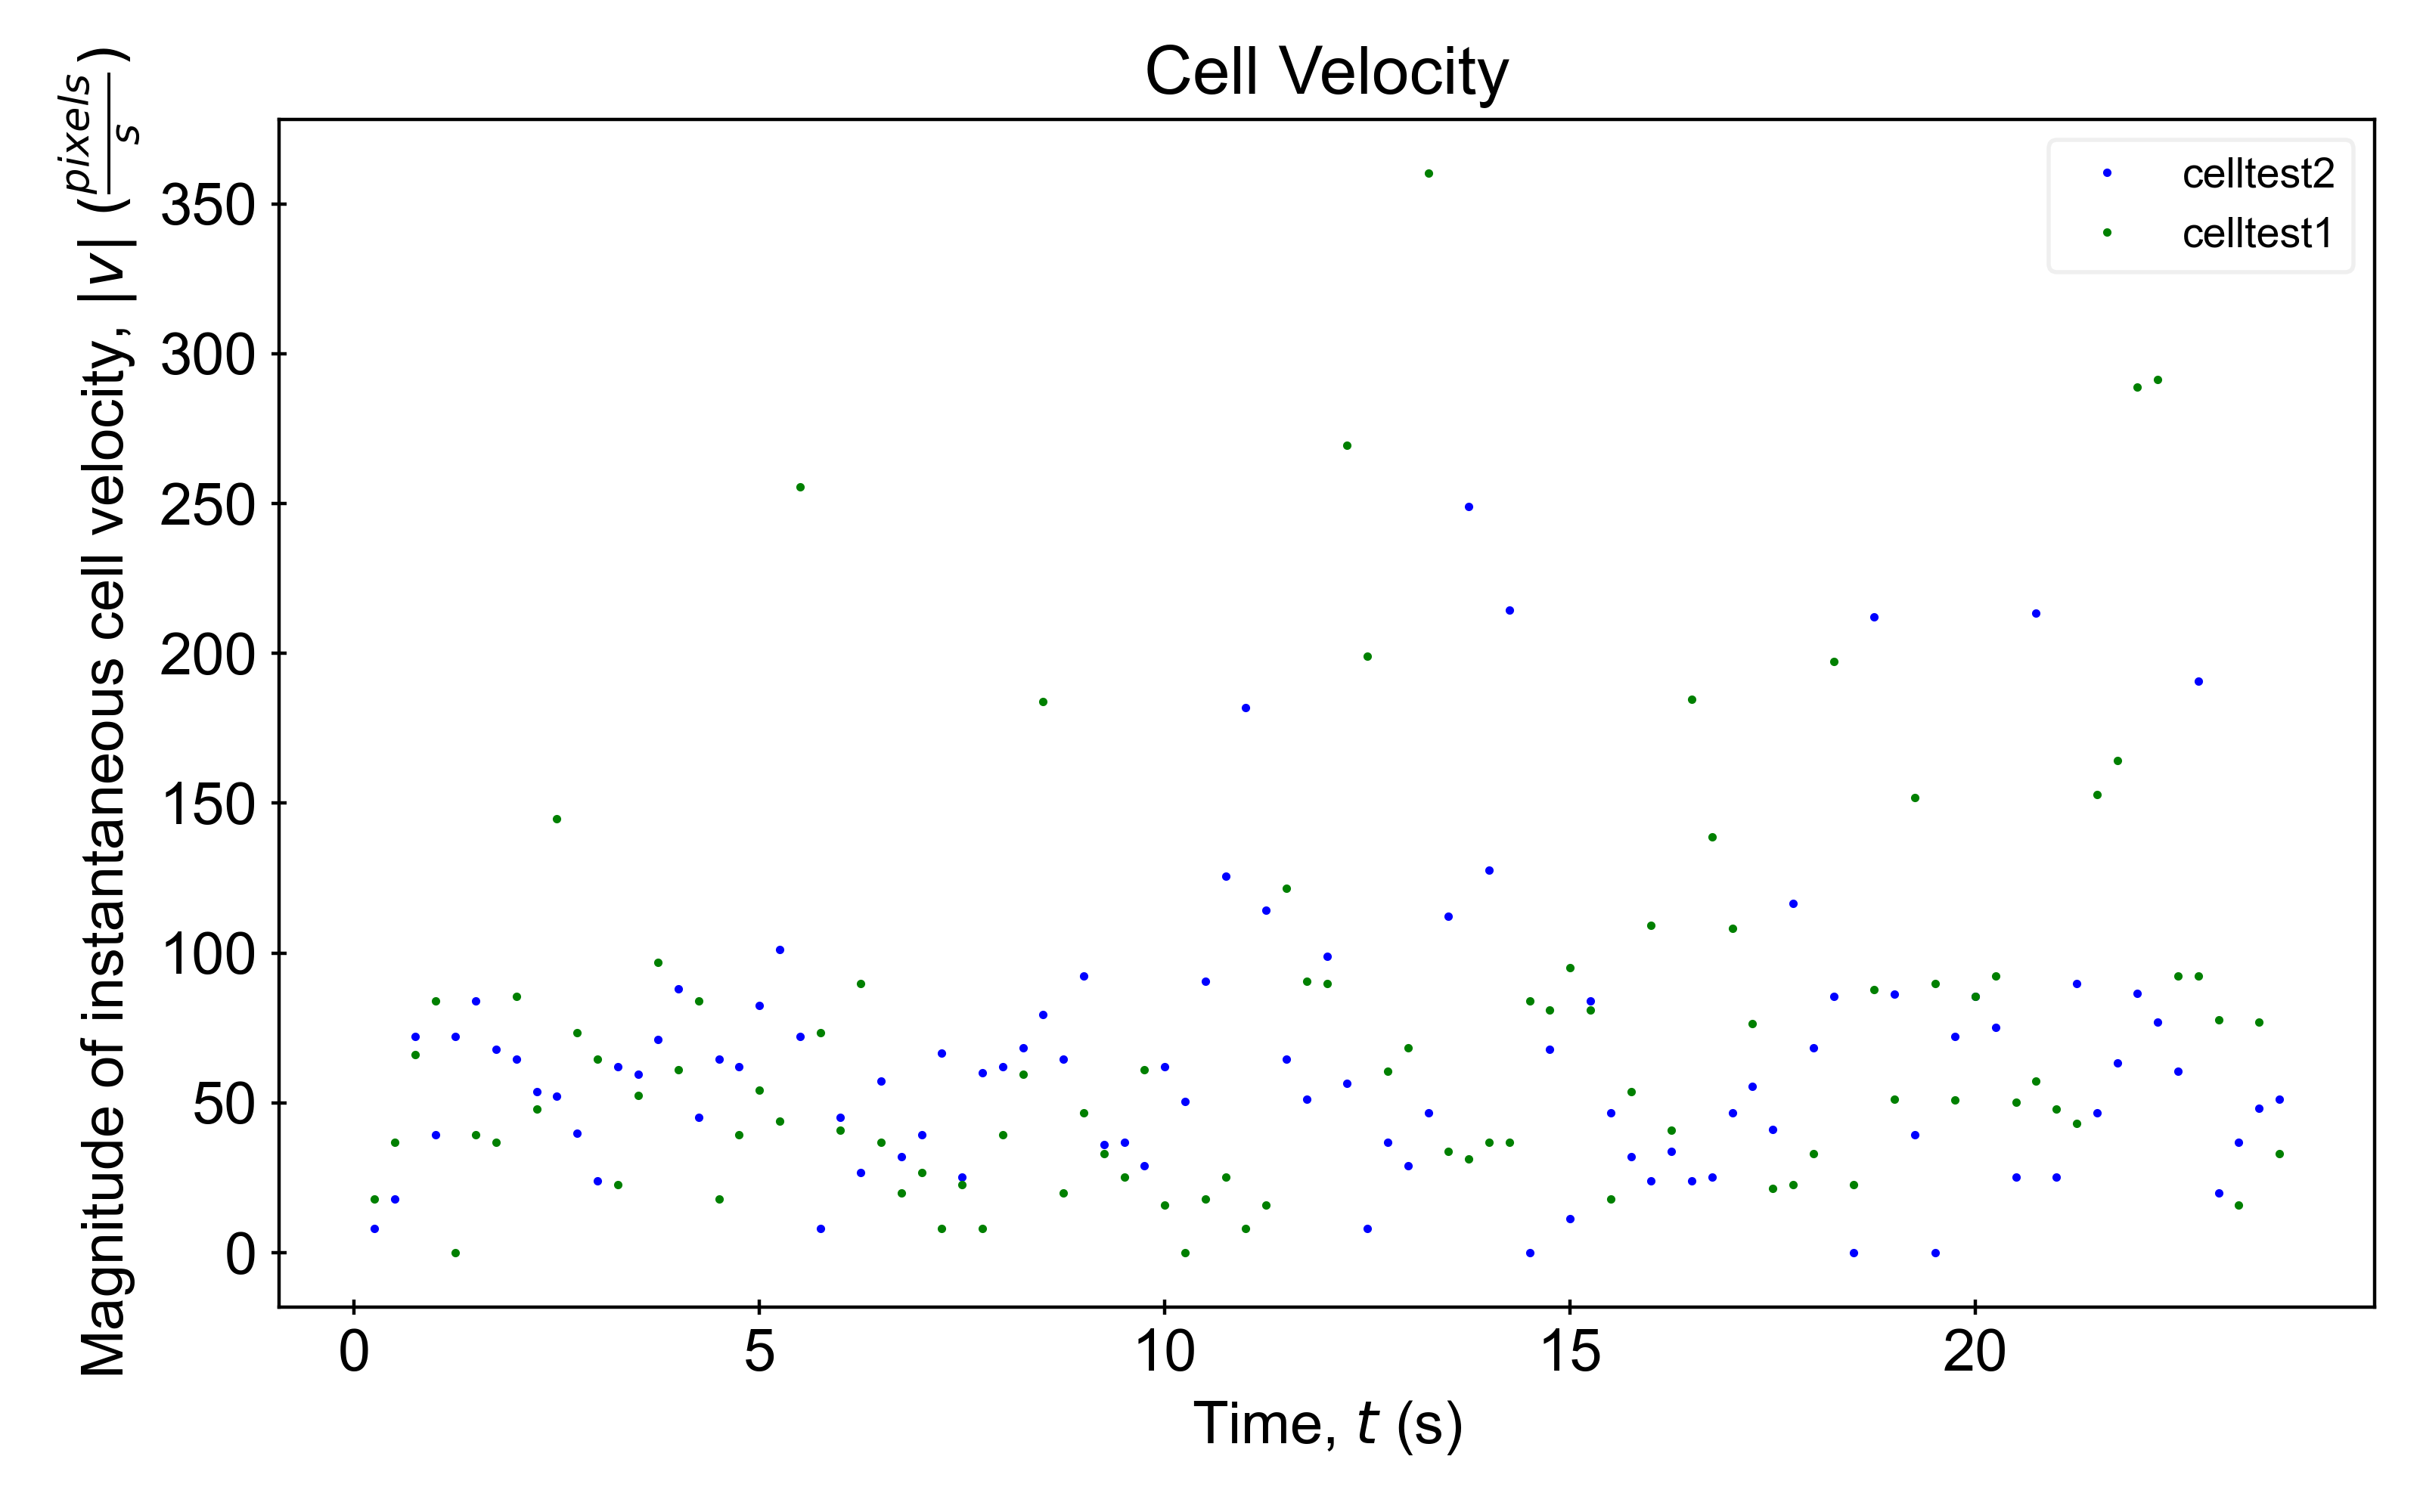 Cell Velocity
Magnitude of instantaneous cell velocity, |v| (pixels/s)
350
300
250
200
150
100
50
0
celltest2
celltest1
0 5 10 15 20
Time, t (s)